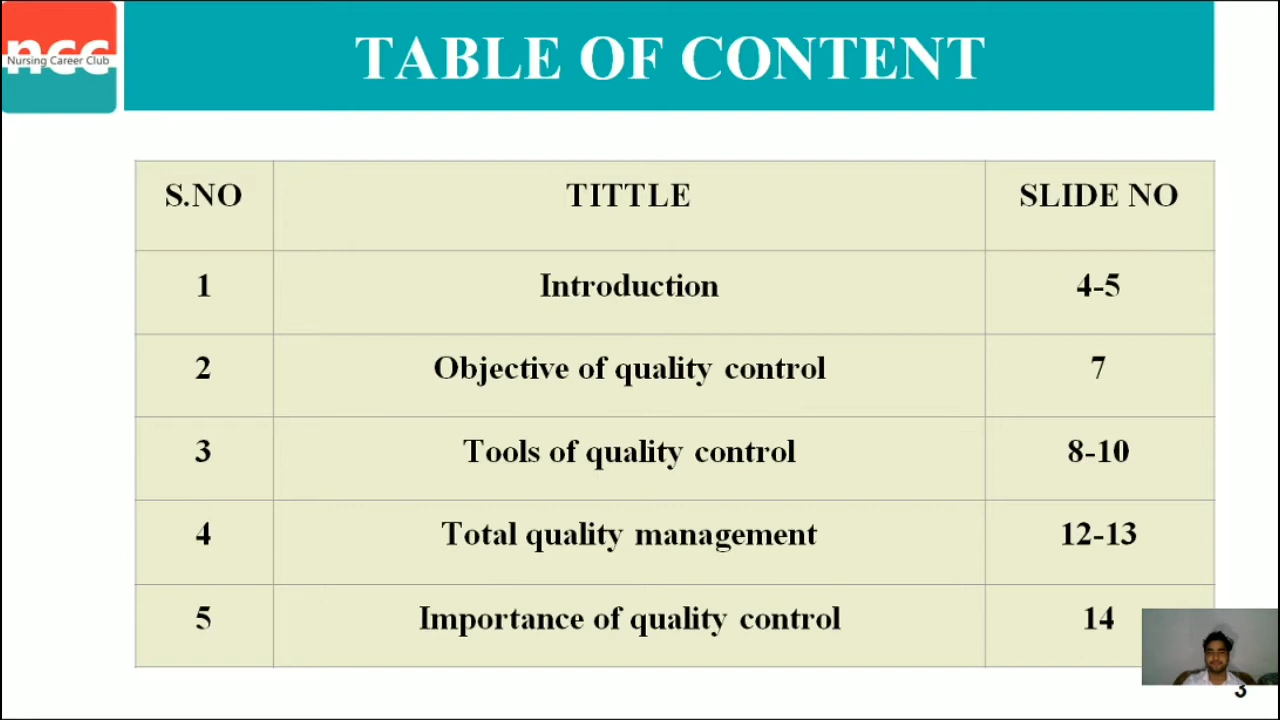 ncc
Nursing Career Club
TABLE OF CONTENT
S.NO TITTLE SLIDE NO
1 Introduction 4-5
2 Objective of quality control 7
3 Tools of quality control 8-10
4 Total quality management 12-13
5 Importance of quality control 14
3